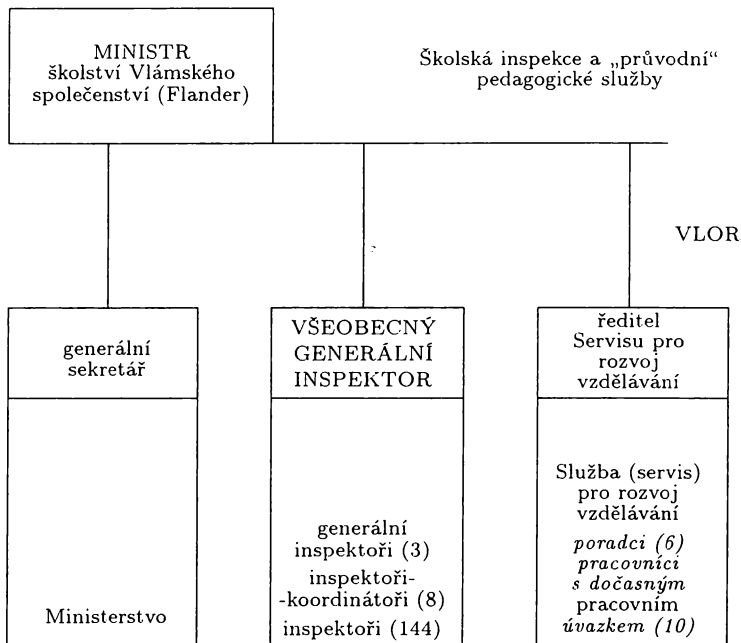 MINISTR
školství Vlámského
společenství (Flander)
Školská inspekce a „průvodní“
pedagogické služby
VLOR
generální
sekretář
Ministerstvo
VŠEOBECNÝ
GENERÁLNÍ
INSPEKTOR
generální
inspektoři (3)
inspektoři-
-koordinátoři (8)
inspektoři (144)
ředitel
Servisu pro
rozvoj
vzdělávání
Služba (servis)
pro rozvoj
vzdělávání
poradci (6)
pracovníci
s dočasným
pracovním
úvazkem (10)